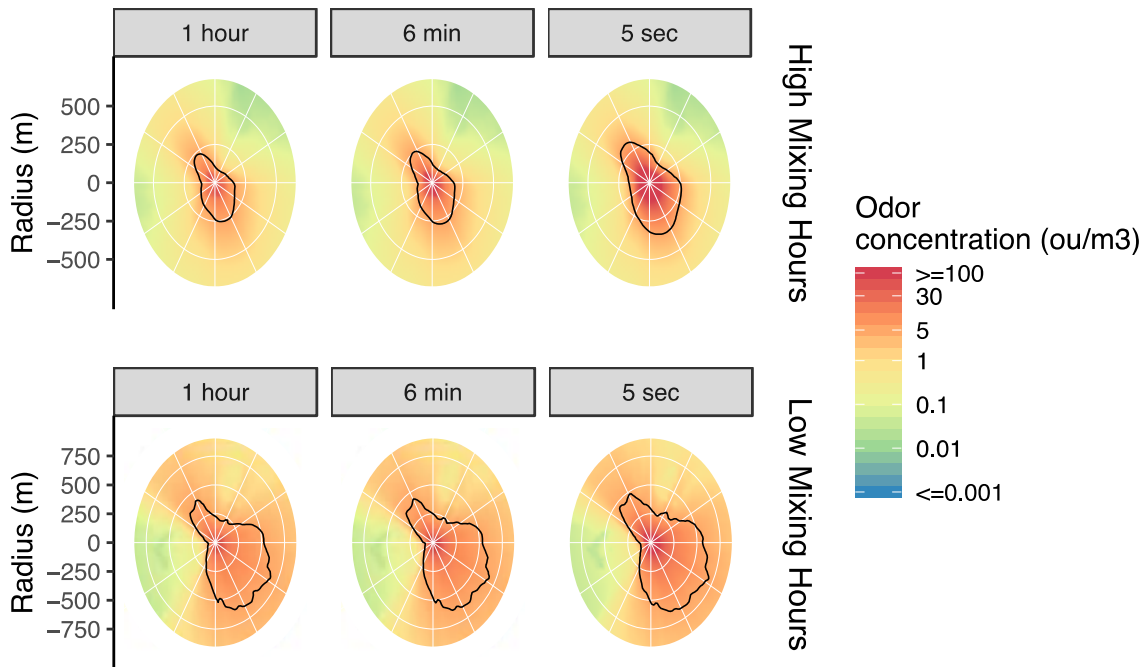 1 hour
6 min
5 sec
High Mixing Hours
Radius (m)
500
250
0
−250
−500
Odor
concentration (ou/m3)
>=100
30
5
1
0.1
0.01
<=0.001
1 hour
6 min
5 sec
Low Mixing Hours
Radius (m)
750
500
250
0
−250
−500
−750